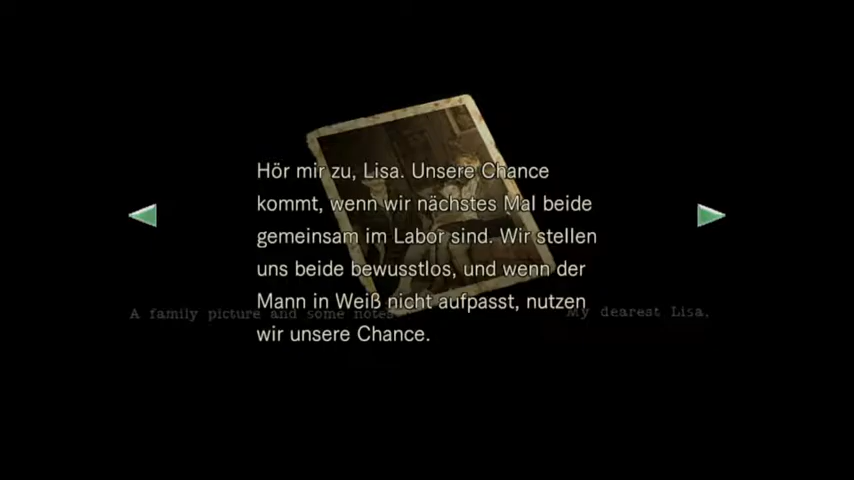 Hör mir zu, Lisa. Unsere Chance
kommt, wenn wir nächstes Mal beide
gemeinsam im Labor sind. Wir stellen
uns beide bewusstlos, und wenn der
Mann in Weiß nicht aufpasst, nutzen
A family picture and some notes
My dearest Lisa,
wir unsere Chance.